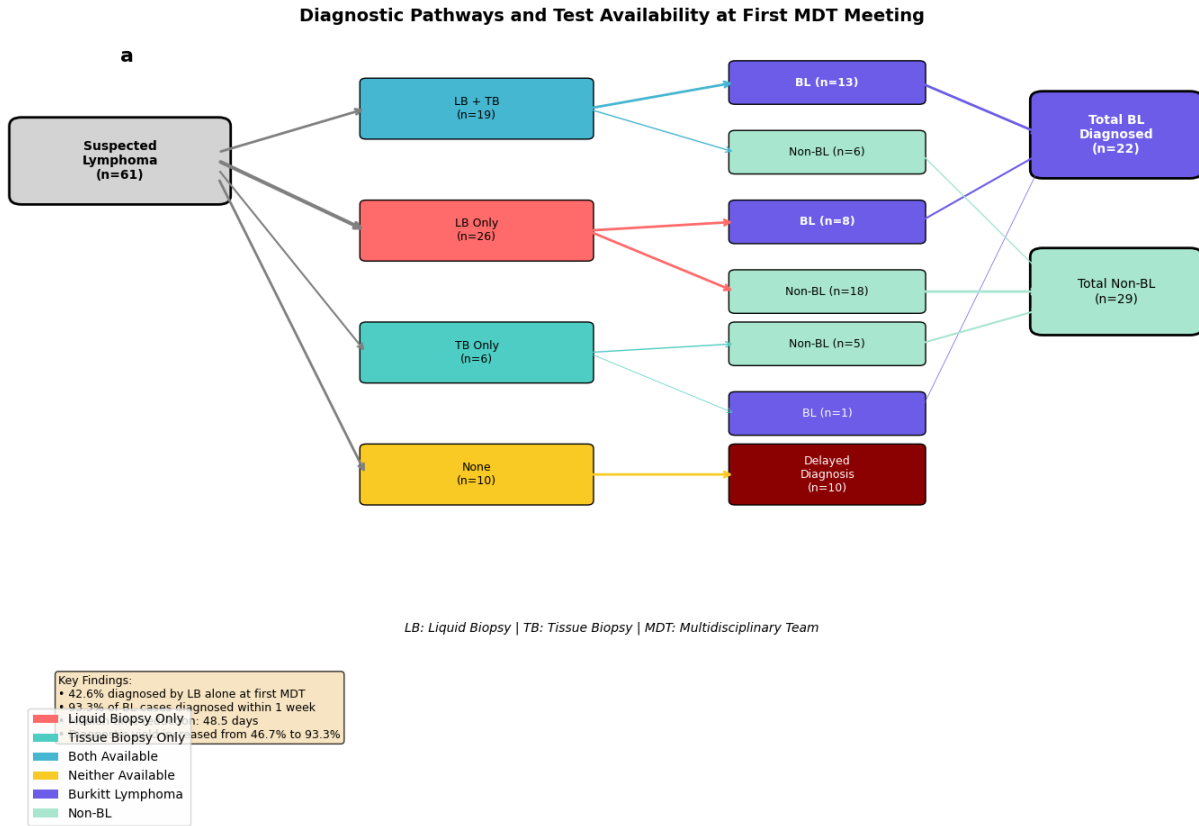 Diagnostic Pathways and Test Availability at First MDT Meeting
a
Suspected
Lymphoma
(n=61)
LB + TB
(n=19)
LB Only
(n=26)
TB Only
(n=6)
None
(n=10)
BL (n=13)
Non-BL (n=6)
BL (n=8)
Non-BL (n=18)
Non-BL (n=5)
BL (n=1)
Delayed
Diagnosis
(n=10)
Total BL
Diagnosed
(n=22)
Total Non-BL
(n=29)
LB: Liquid Biopsy | TB: Tissue Biopsy | MDT: Multidisciplinary Team
Key Findings:
• 42.6% diagnosed by LB alone at first MDT
• 93.3% of BL cases diagnosed within 1 week
48.5 days
from 46.7% to 93.3%
Liquid Biopsy Only
Tissue Biopsy Only
Both Available
Neither Available
Burkitt Lymphoma
Non-BL